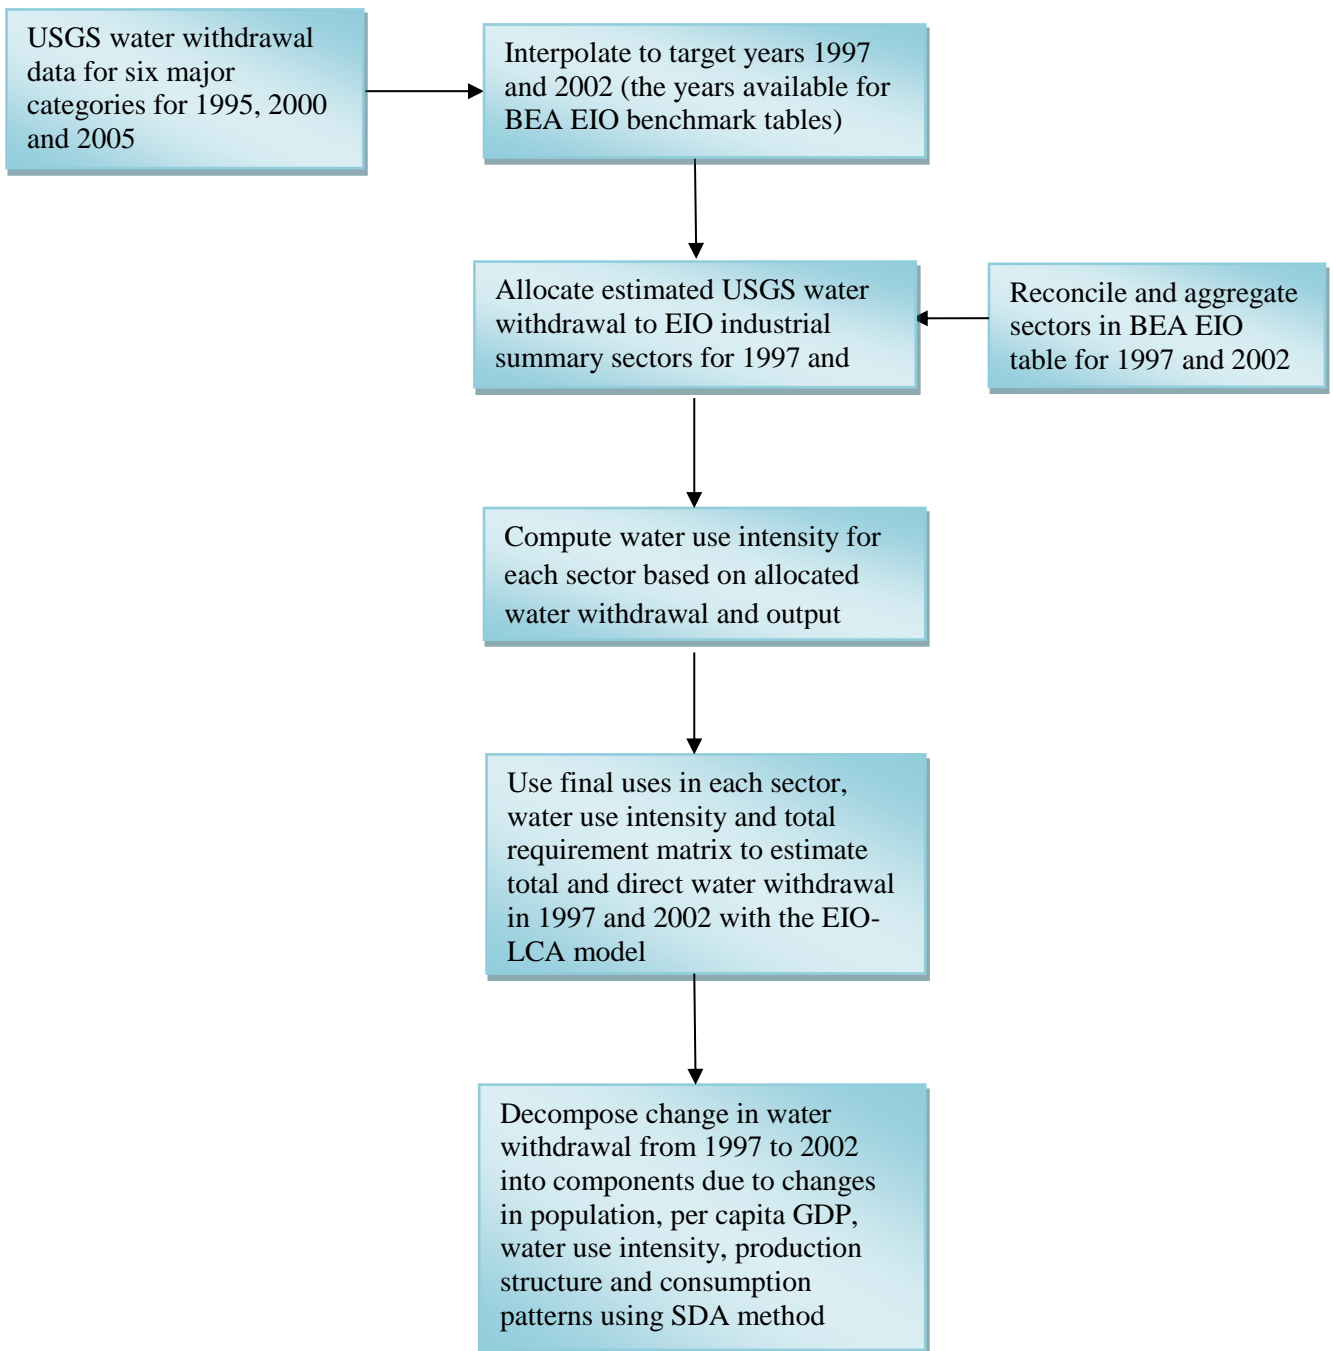 USGS water withdrawal
data for six major
categories for 1995, 2000
and 2005
Interpolate to target years 1997
and 2002 (the years available for
BEA EIO benchmark tables)
Allocate estimated USGS water
withdrawal to EIO industrial
summary sectors for 1997 and
Reconcile and aggregate
sectors in BEA EIO
table for 1997 and 2002
Compute water use intensity for
each sector based on allocated
water withdrawal and output
Use final uses in each sector,
water use intensity and total
requirement matrix to estimate
total and direct water withdrawal
in 1997 and 2002 with the EIO-
LCA model
Decompose change in water
withdrawal from 1997 to 2002
into components due to changes
in population, per capita GDP,
water use intensity, production
structure and consumption
patterns using SDA method